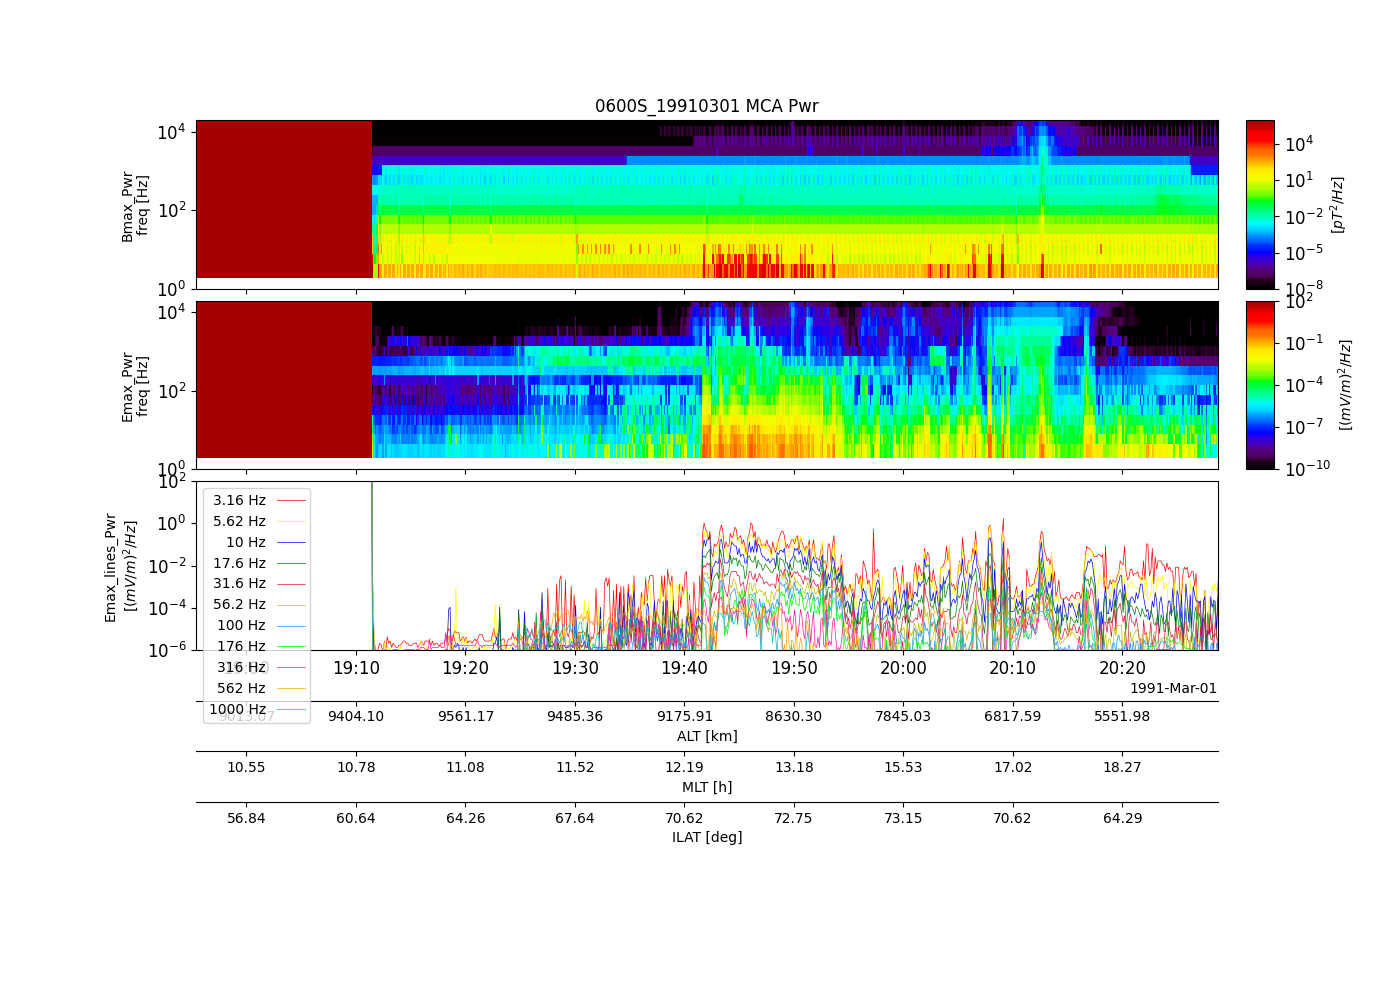 0600S_19910301 MCA Pwr
Bmax_Pwr
freq [Hz]
10^4
10^2
10^0
10^4
10^1
10^-2
10^-5
10^-8
[pT^2/Hz]
Emax_Pwr
freq [Hz]
10^4
10^2
10^0
10^2
10^-1
10^-4
10^-7
10^-10
[(mV/m)^2/Hz]
Emax_lines_Pwr
[(mV/m)^2/Hz]
10^2
10^0
10^-2
10^-4
10^-6
3.16 Hz
5.62 Hz
10 Hz
17.6 Hz
31.6 Hz
56.2 Hz
100 Hz
176 Hz
316 Hz
562 Hz
1000 Hz
19:00 19:10 19:20 19:30 19:40 19:50 20:00 20:10 20:20
1991-Mar-01
9013.07 9404.10 9561.17 9485.36 9175.91 8630.30 7845.03 6817.59 5551.98
ALT [km]
10.55 10.78 11.08 11.52 12.19 13.18 15.53 17.02 18.27
MLT [h]
56.84 60.64 64.26 67.64 70.62 72.75 73.15 70.62 64.29
ILAT [deg]